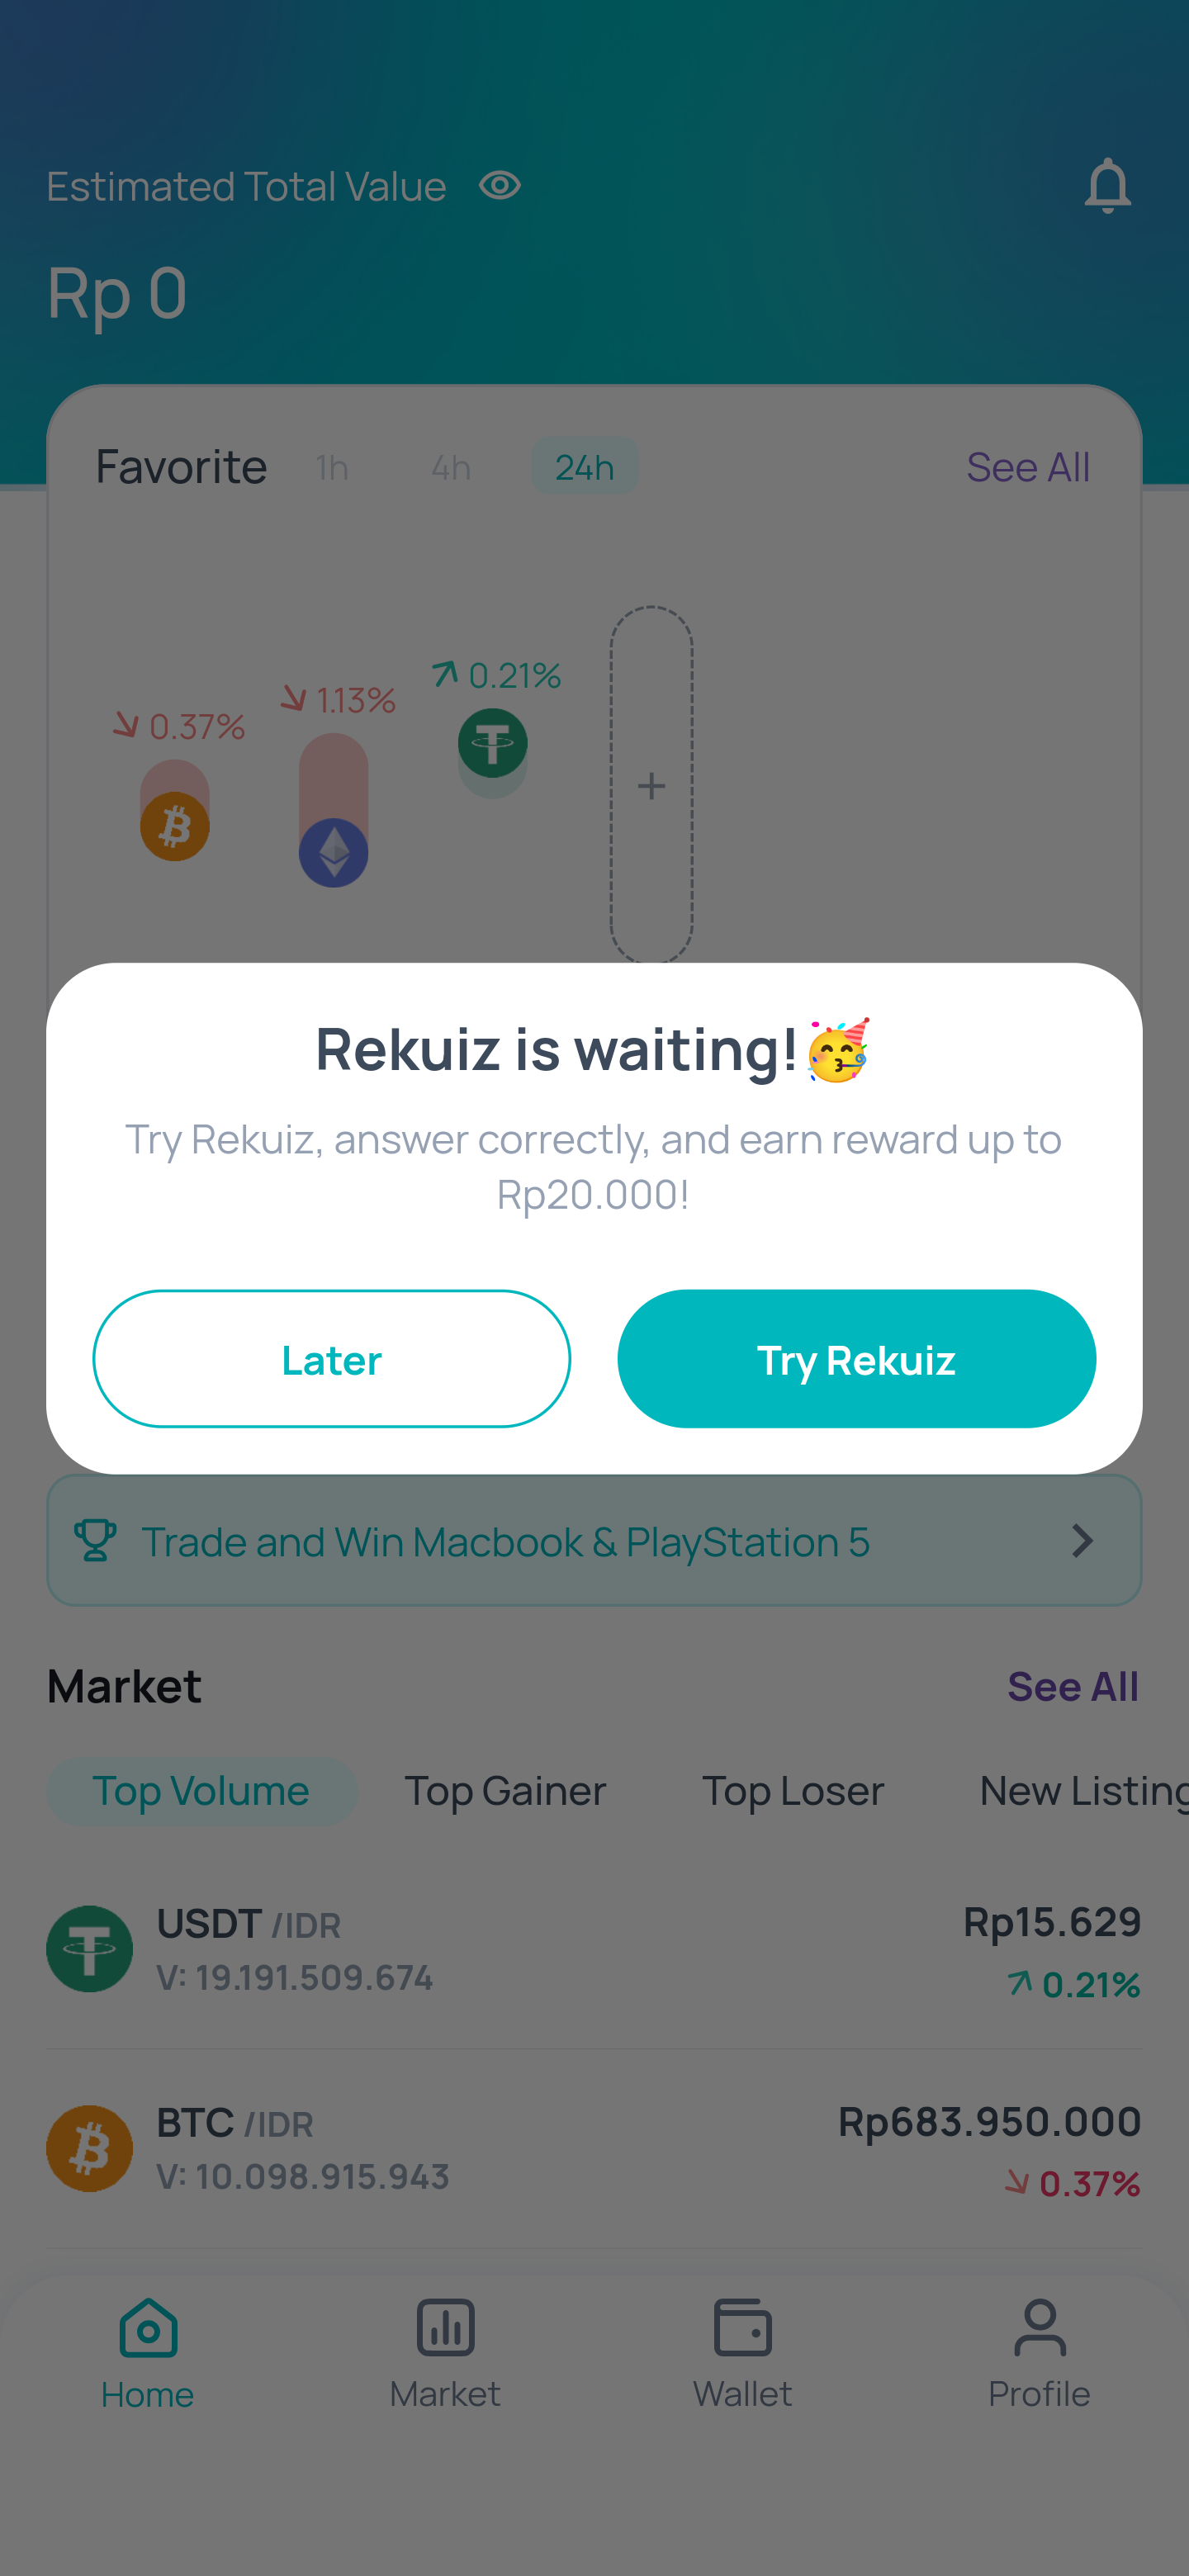 Estimated Total Value
Rp 0
Favorite 1h 4h 24h See All
0.37% 1.13% 0.21%
+
Rekuiz is waiting!🥳
Try Rekuiz, answer correctly, and earn reward up to
Rp20.000!
Later Try Rekuiz
Trade and Win Macbook & PlayStation 5
Market See All
Top Volume Top Gainer Top Loser New Listing
USDT /IDR Rp15.629
V: 19.191.509.674 0.21%
BTC /IDR Rp683.950.000
V: 10.098.915.943 0.37%
Home Market Wallet Profile